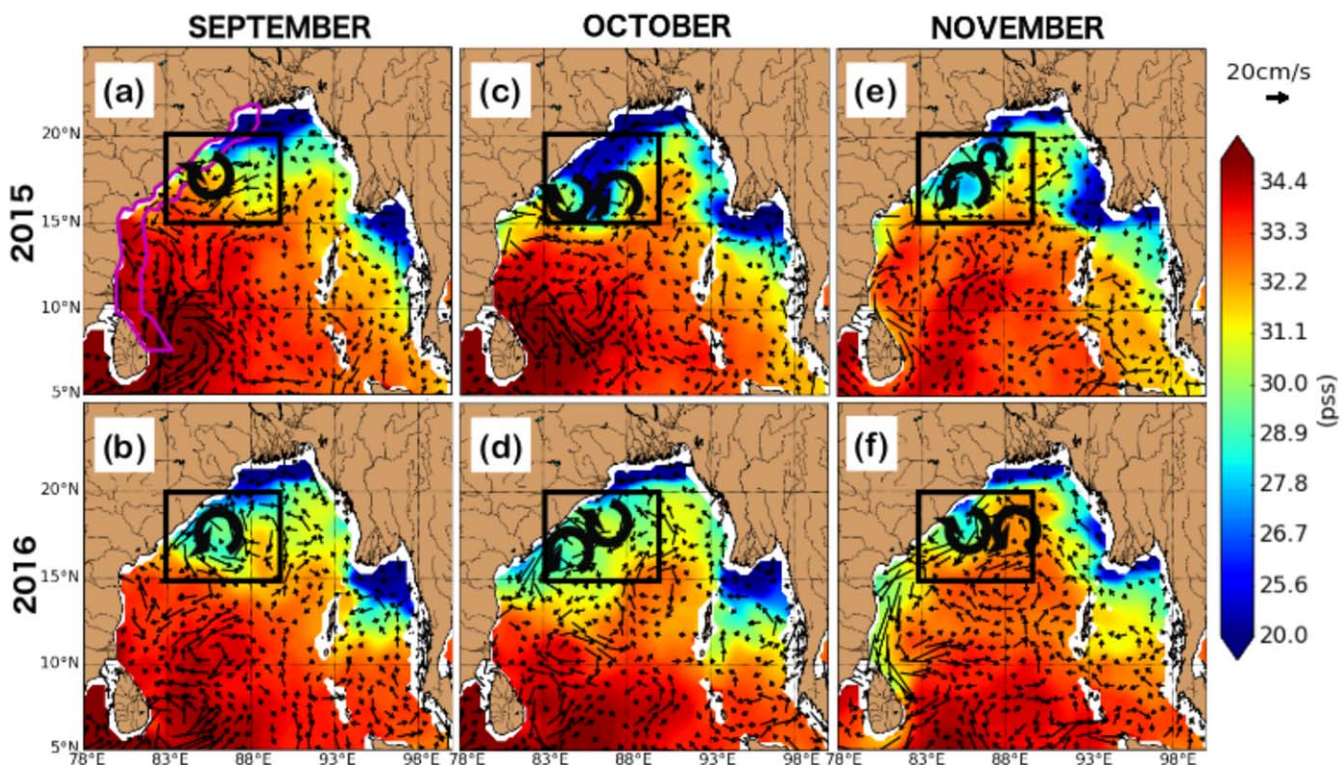 SEPTEMBER
OCTOBER
NOVEMBER
20cm/s
2015
(a)
(c)
(e)
20°N
15°N
10°N
5°N
2016
(b)
(d)
(f)
20°N
15°N
10°N
5°N
78°E 83°E 88°E 93°E 98°E
83°E 88°E 93°E 98°E
78°E 83°E 88°E 93°E 98°E
34.4
33.3
32.2
31.1
30.0
28.9
27.8
26.7
25.6
20.0
(pss)